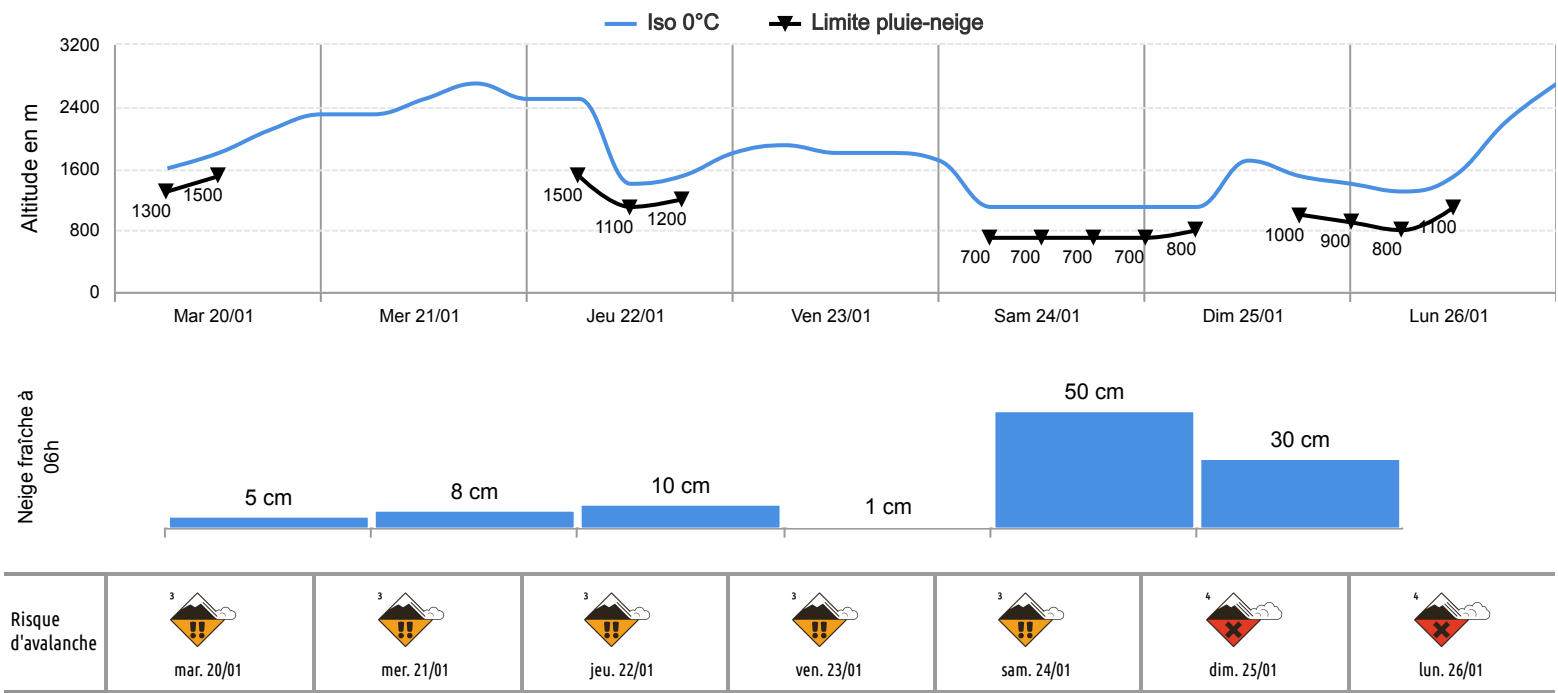 Iso 0°C Limite pluie-neige
Altitude en m
3200
2400
1600
800
0
1300
1500
1500
1100
1200
700
700
700
700
800
1000
900
800
1100
Mar 20/01 Mer 21/01 Jeu 22/01 Ven 23/01 Sam 24/01 Dim 25/01 Lun 26/01
Neige fraîche à
06h
5 cm 8 cm 10 cm 1 cm 50 cm 30 cm
Risque
d'avalanche
3 3 3 3 3 4 4
!! !! !! !! !!
mar. 20/01 mer. 21/01 jeu. 22/01 ven. 23/01 sam. 24/01 dim. 25/01 lun. 26/01